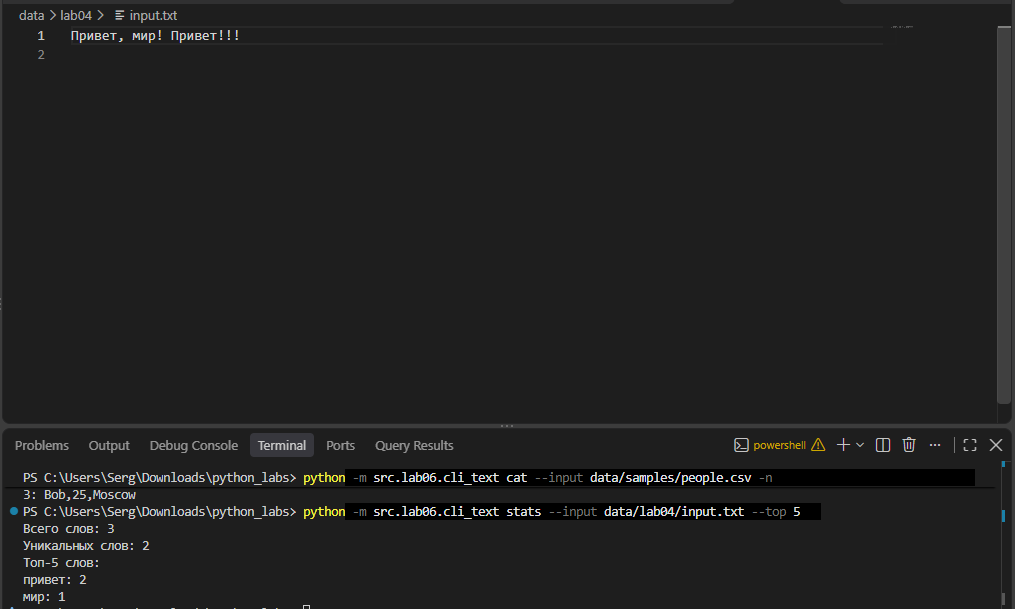 data > lab04 > input.txt
1 Привет, мир! Привет!!!
2
Problems Output Debug Console Terminal Ports Query Results powershell
PS C:\Users\Serg\Downloads\python_labs> python -m src.lab06.cli_text cat --input data/samples/people.csv -n
3: Bob,25,Moscow
PS C:\Users\Serg\Downloads\python_labs> python -m src.lab06.cli_text stats --input data/lab04/input.txt --top 5
Всего слов: 3
Уникальных слов: 2
Топ-5 слов:
привет: 2
мир: 1